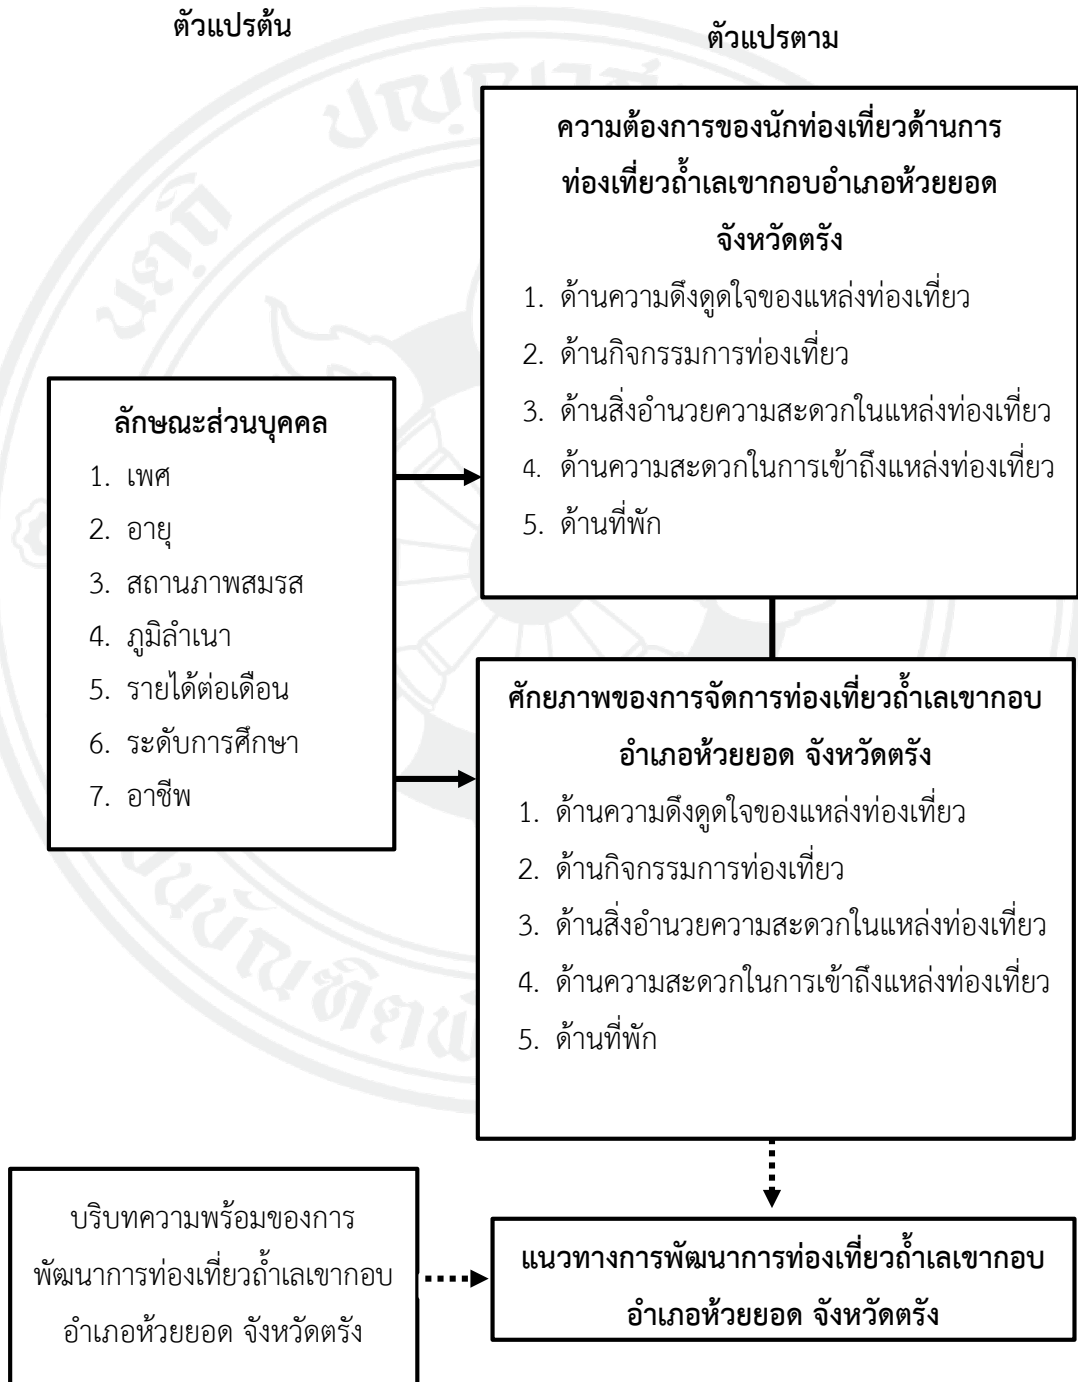 ตัวแปรต้น
ตัวแปรตาม
ความต้องการของนักท่องเที่ยวด้านการ
ท่องเที่ยวถ้ำเลเขากอบอำเภอห้วยยอด
จังหวัดตรัง
1. ด้านความดึงดูดใจของแหล่งท่องเที่ยว
2. ด้านกิจกรรมการท่องเที่ยว
3. ด้านสิ่งอำนวยความสะดวกในแหล่งท่องเที่ยว
4. ด้านความสะดวกในการเข้าถึงแหล่งท่องเที่ยว
5. ด้านที่พัก
ลักษณะส่วนบุคคล
1. เพศ
2. อายุ
3. สถานภาพสมรส
4. ภูมิลำเนา
5. รายได้ต่อเดือน
6. ระดับการศึกษา
7. อาชีพ
ศักยภาพของการจัดการท่องเที่ยวถ้ำเลเขากอบ
อำเภอห้วยยอด จังหวัดตรัง
1. ด้านความดึงดูดใจของแหล่งท่องเที่ยว
2. ด้านกิจกรรมการท่องเที่ยว
3. ด้านสิ่งอำนวยความสะดวกในแหล่งท่องเที่ยว
4. ด้านความสะดวกในการเข้าถึงแหล่งท่องเที่ยว
5. ด้านที่พัก
บริบทความพร้อมของการ
พัฒนาการท่องเที่ยวถ้ำเลเขากอบ
อำเภอห้วยยอด จังหวัดตรัง
แนวทางการพัฒนาการท่องเที่ยวถ้ำเลเขากอบ
อำเภอห้วยยอด จังหวัดตรัง